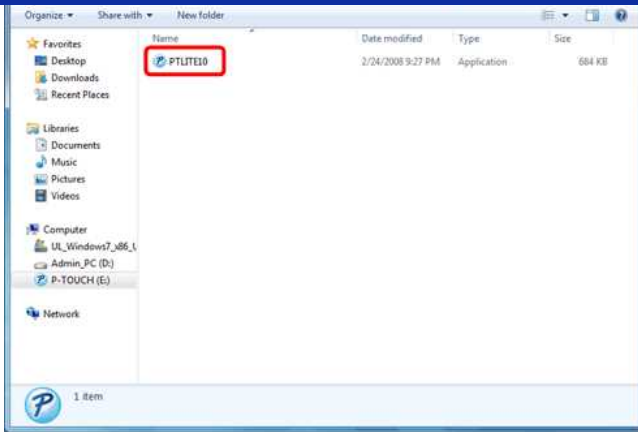 Organize Share with New folder
Name Date modified Type Size
Favorites
PTLITE10 2/24/2008 9:27 PM Application 684 KB
Desktop
Downloads
Recent Places
Libraries
Documents
Music
Pictures
Videos
Computer
UL_Windows7_x86_U
Admin_PC (D:)
P-TOUCH (E:)
Network
P
1 item